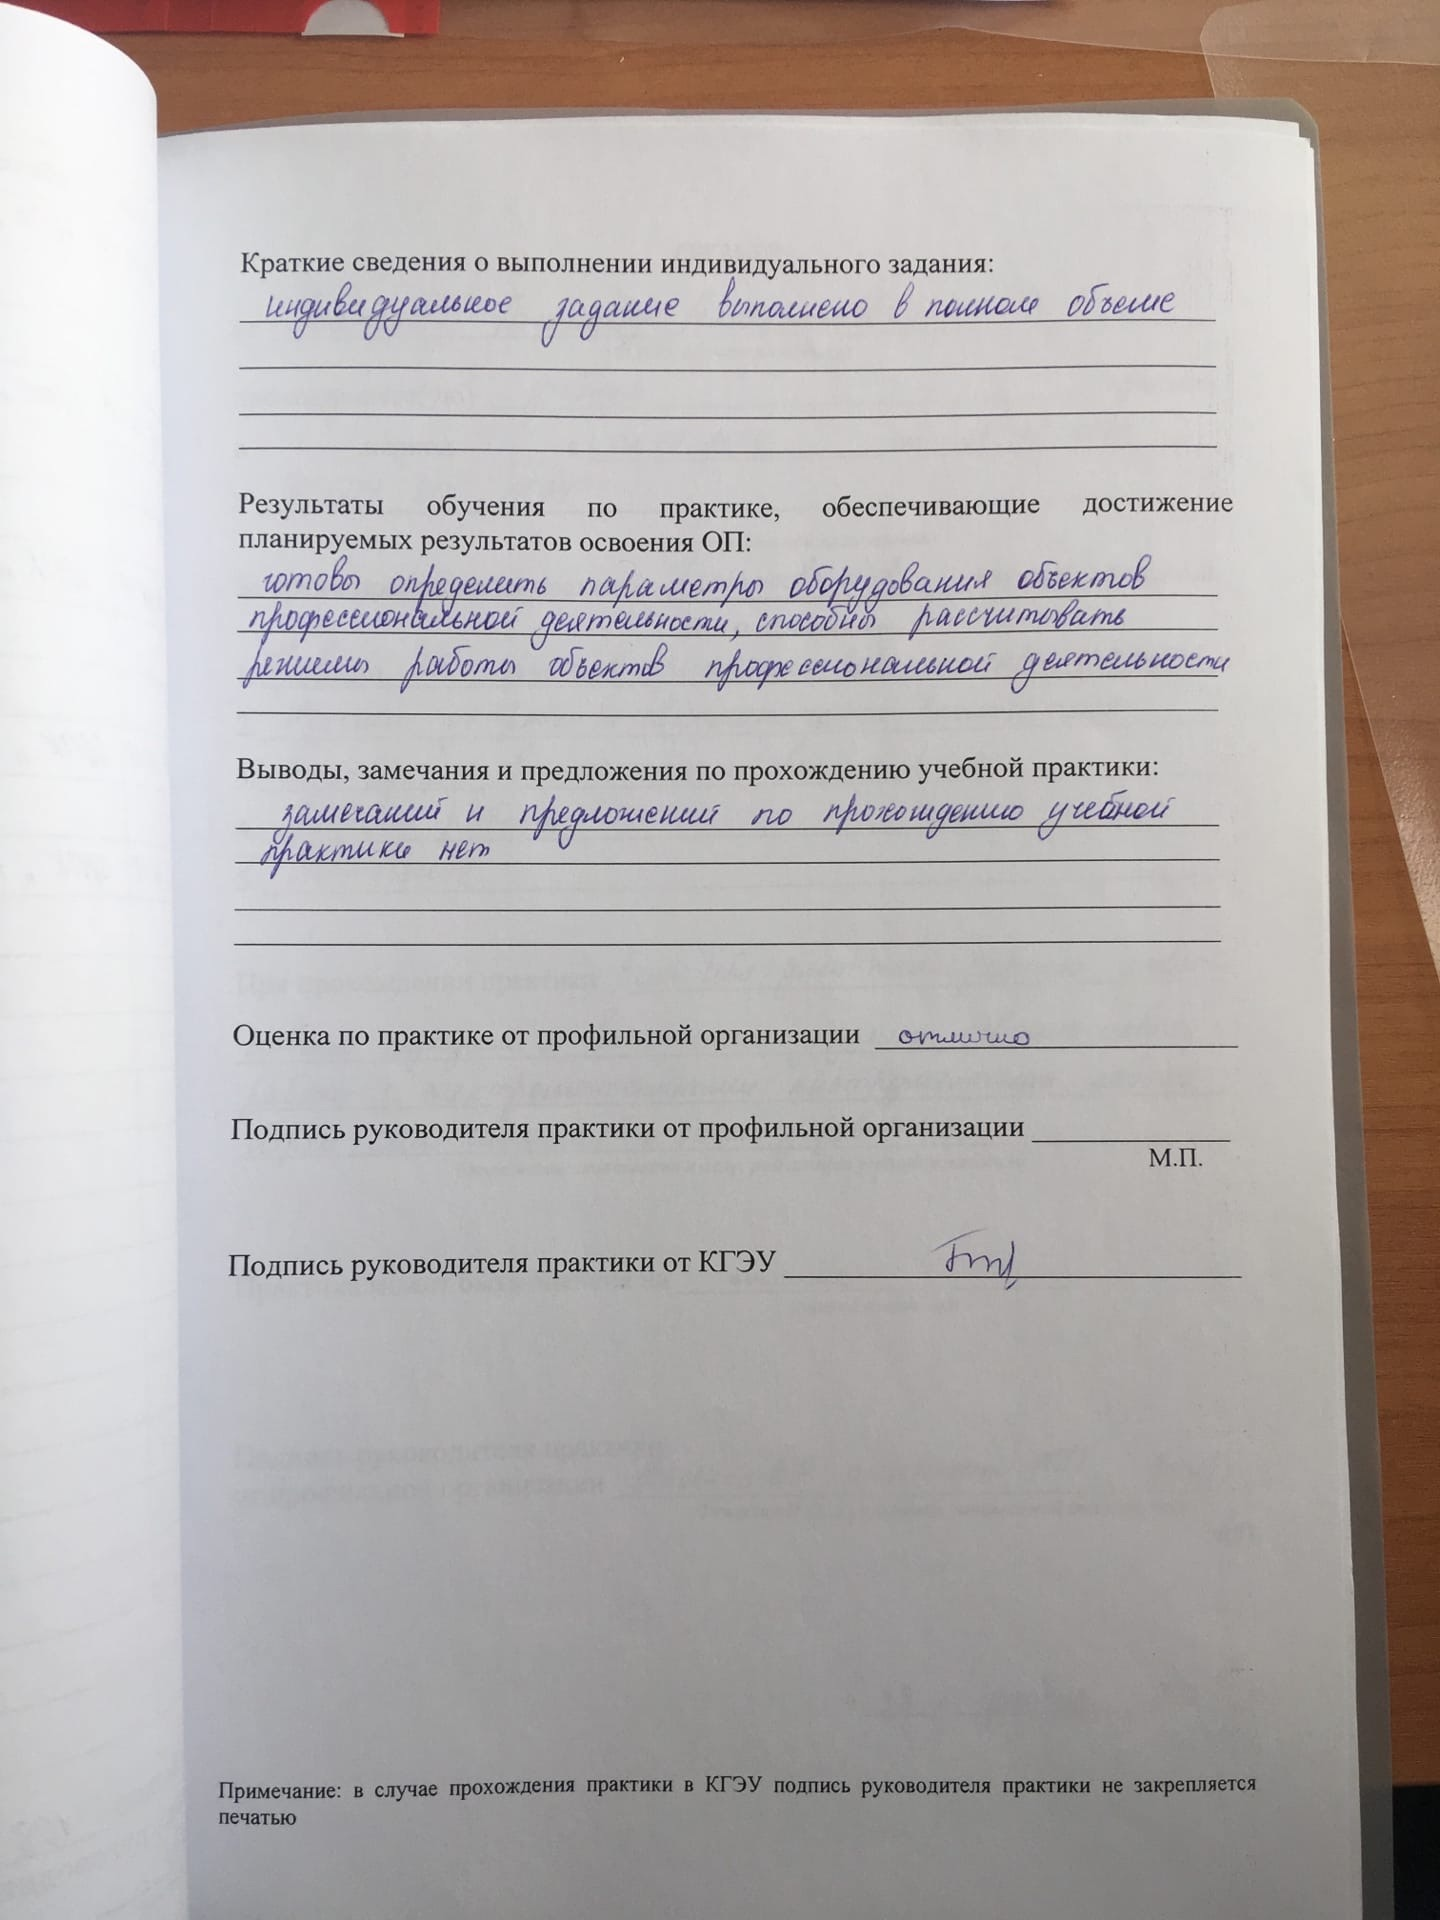 Краткие сведения о выполнении индивидуального задания:
индивидуальное задание выполнено в полном объеме
Результаты обучения по практике, обеспечивающие достижение
планируемых результатов освоения ОП:
готовы определить параметры оборудования объектов
профессиональной деятельности, способны рассчитывать
режимы работы объектов профессиональной деятельности
Выводы, замечания и предложения по прохождению учебной практики:
замечаний и предложений по прохождению учебной
практики нет
Оценка по практике от профильной организации отлично
Подпись руководителя практики от профильной организации
М.П.
Подпись руководителя практики от КГЭУ
Примечание: в случае прохождения практики в КГЭУ подпись руководителя практики не закрепляется
печатью